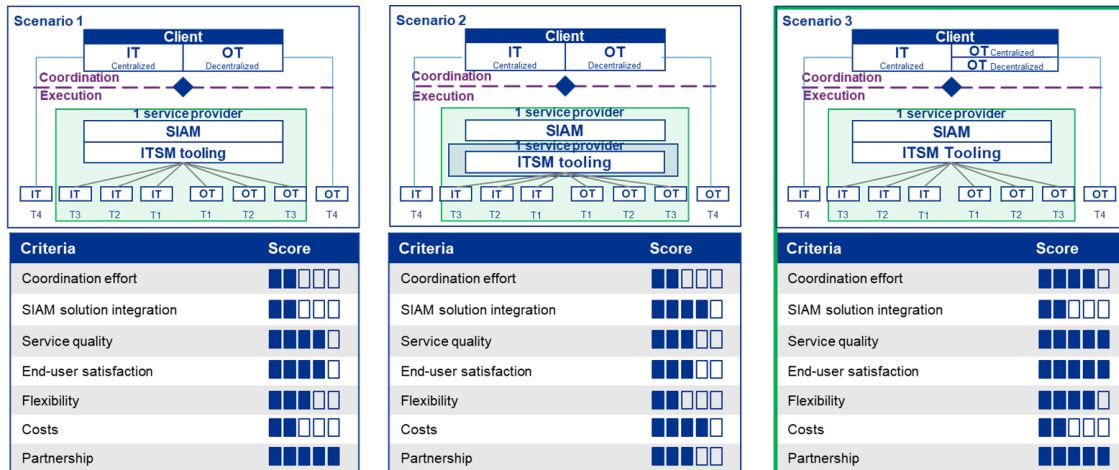 Scenario 1
Client
IT
OT
Centralized
Decentralized
Coordination
Execution
1 service provider
SIAM
ITSM tooling
IT
IT
IT
IT
OT
OT
OT
OT
T4
T3
T2
T1
T1
T2
T3
T4
Criteria
Score
Coordination effort
SIAM solution integration
Service quality
End-user satisfaction
Flexibility
Costs
Partnership
Scenario 2
Client
IT
OT
Centralized
Decentralized
Coordination
Execution
1 service provider
SIAM
1 service provider
ITSM tooling
IT
IT
IT
IT
OT
OT
OT
OT
T4
T3
T2
T1
T1
T2
T3
T4
Criteria
Score
Coordination effort
SIAM solution integration
Service quality
End-user satisfaction
Flexibility
Costs
Partnership
Scenario 3
Client
IT
Centralized
OT Centralized
OT Decentralized
Coordination
Execution
1 service provider
SIAM
ITSM Tooling
IT
IT
IT
IT
OT
OT
OT
OT
T4
T3
T2
T1
T1
T2
T3
T4
Criteria
Score
Coordination effort
SIAM solution integration
Service quality
End-user satisfaction
Flexibility
Costs
Partnership